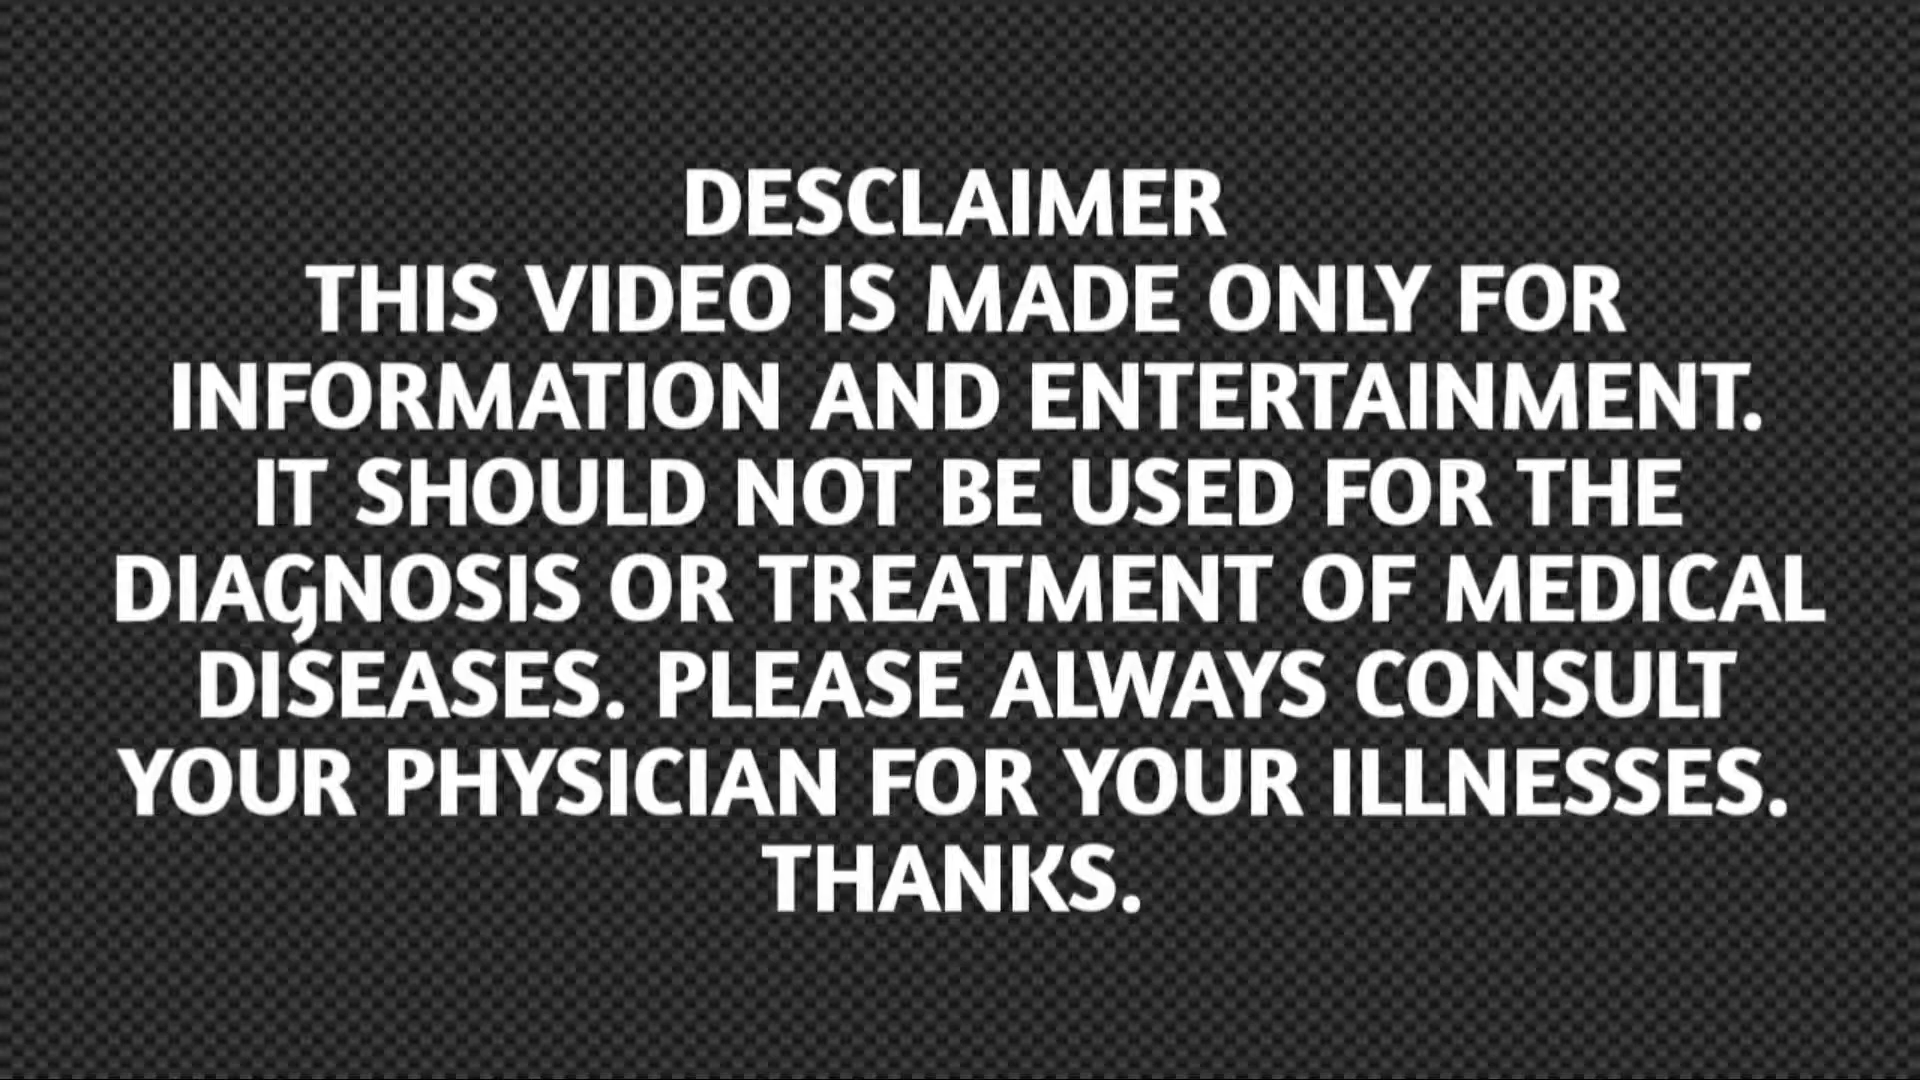 DESCLAIMER
THIS VIDEO IS MADE ONLY FOR
INFORMATION AND ENTERTAINMENT.
IT SHOULD NOT BE USED FOR THE
DIAGNOSIS OR TREATMENT OF MEDICAL
DISEASES. PLEASE ALWAYS CONSULT
YOUR PHYSICIAN FOR YOUR ILLNESSES.
THANKS.